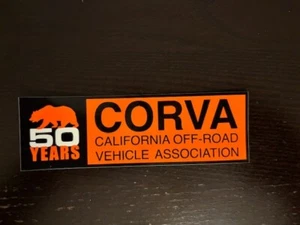 50
YEARS
CORVA
CALIFORNIA OFF-ROAD
VEHICLE ASSOCIATION